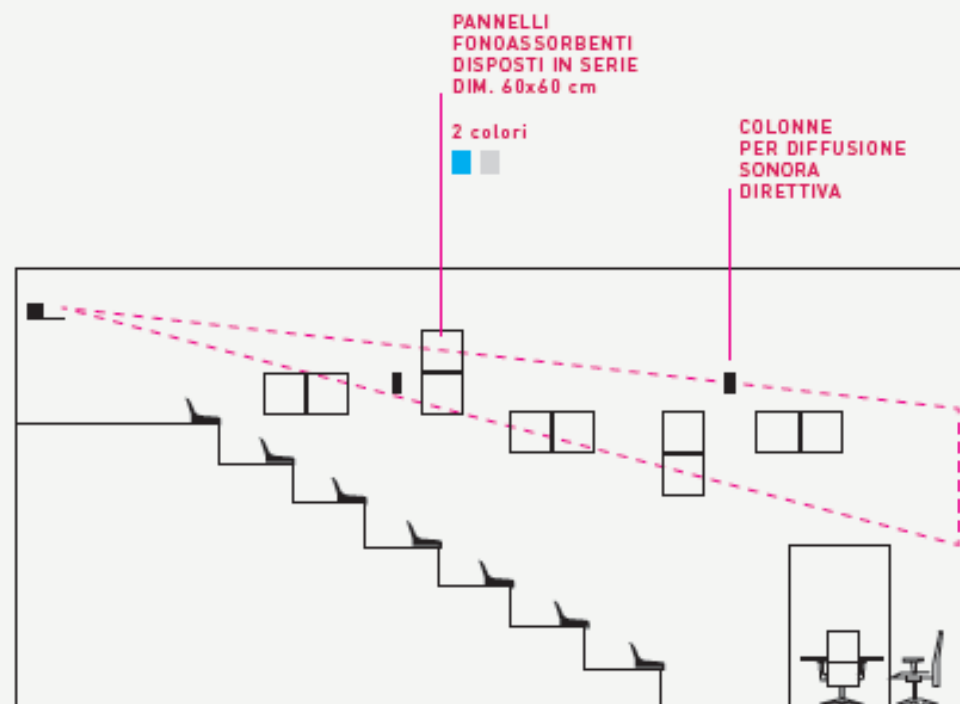 PANNELLI
FONOASSORBENTI
DISPOSTI IN SERIE
DIM. 60x60 cm
2 colori
COLONNE
PER DIFFUSIONE
SONORA
DIRETTIVA